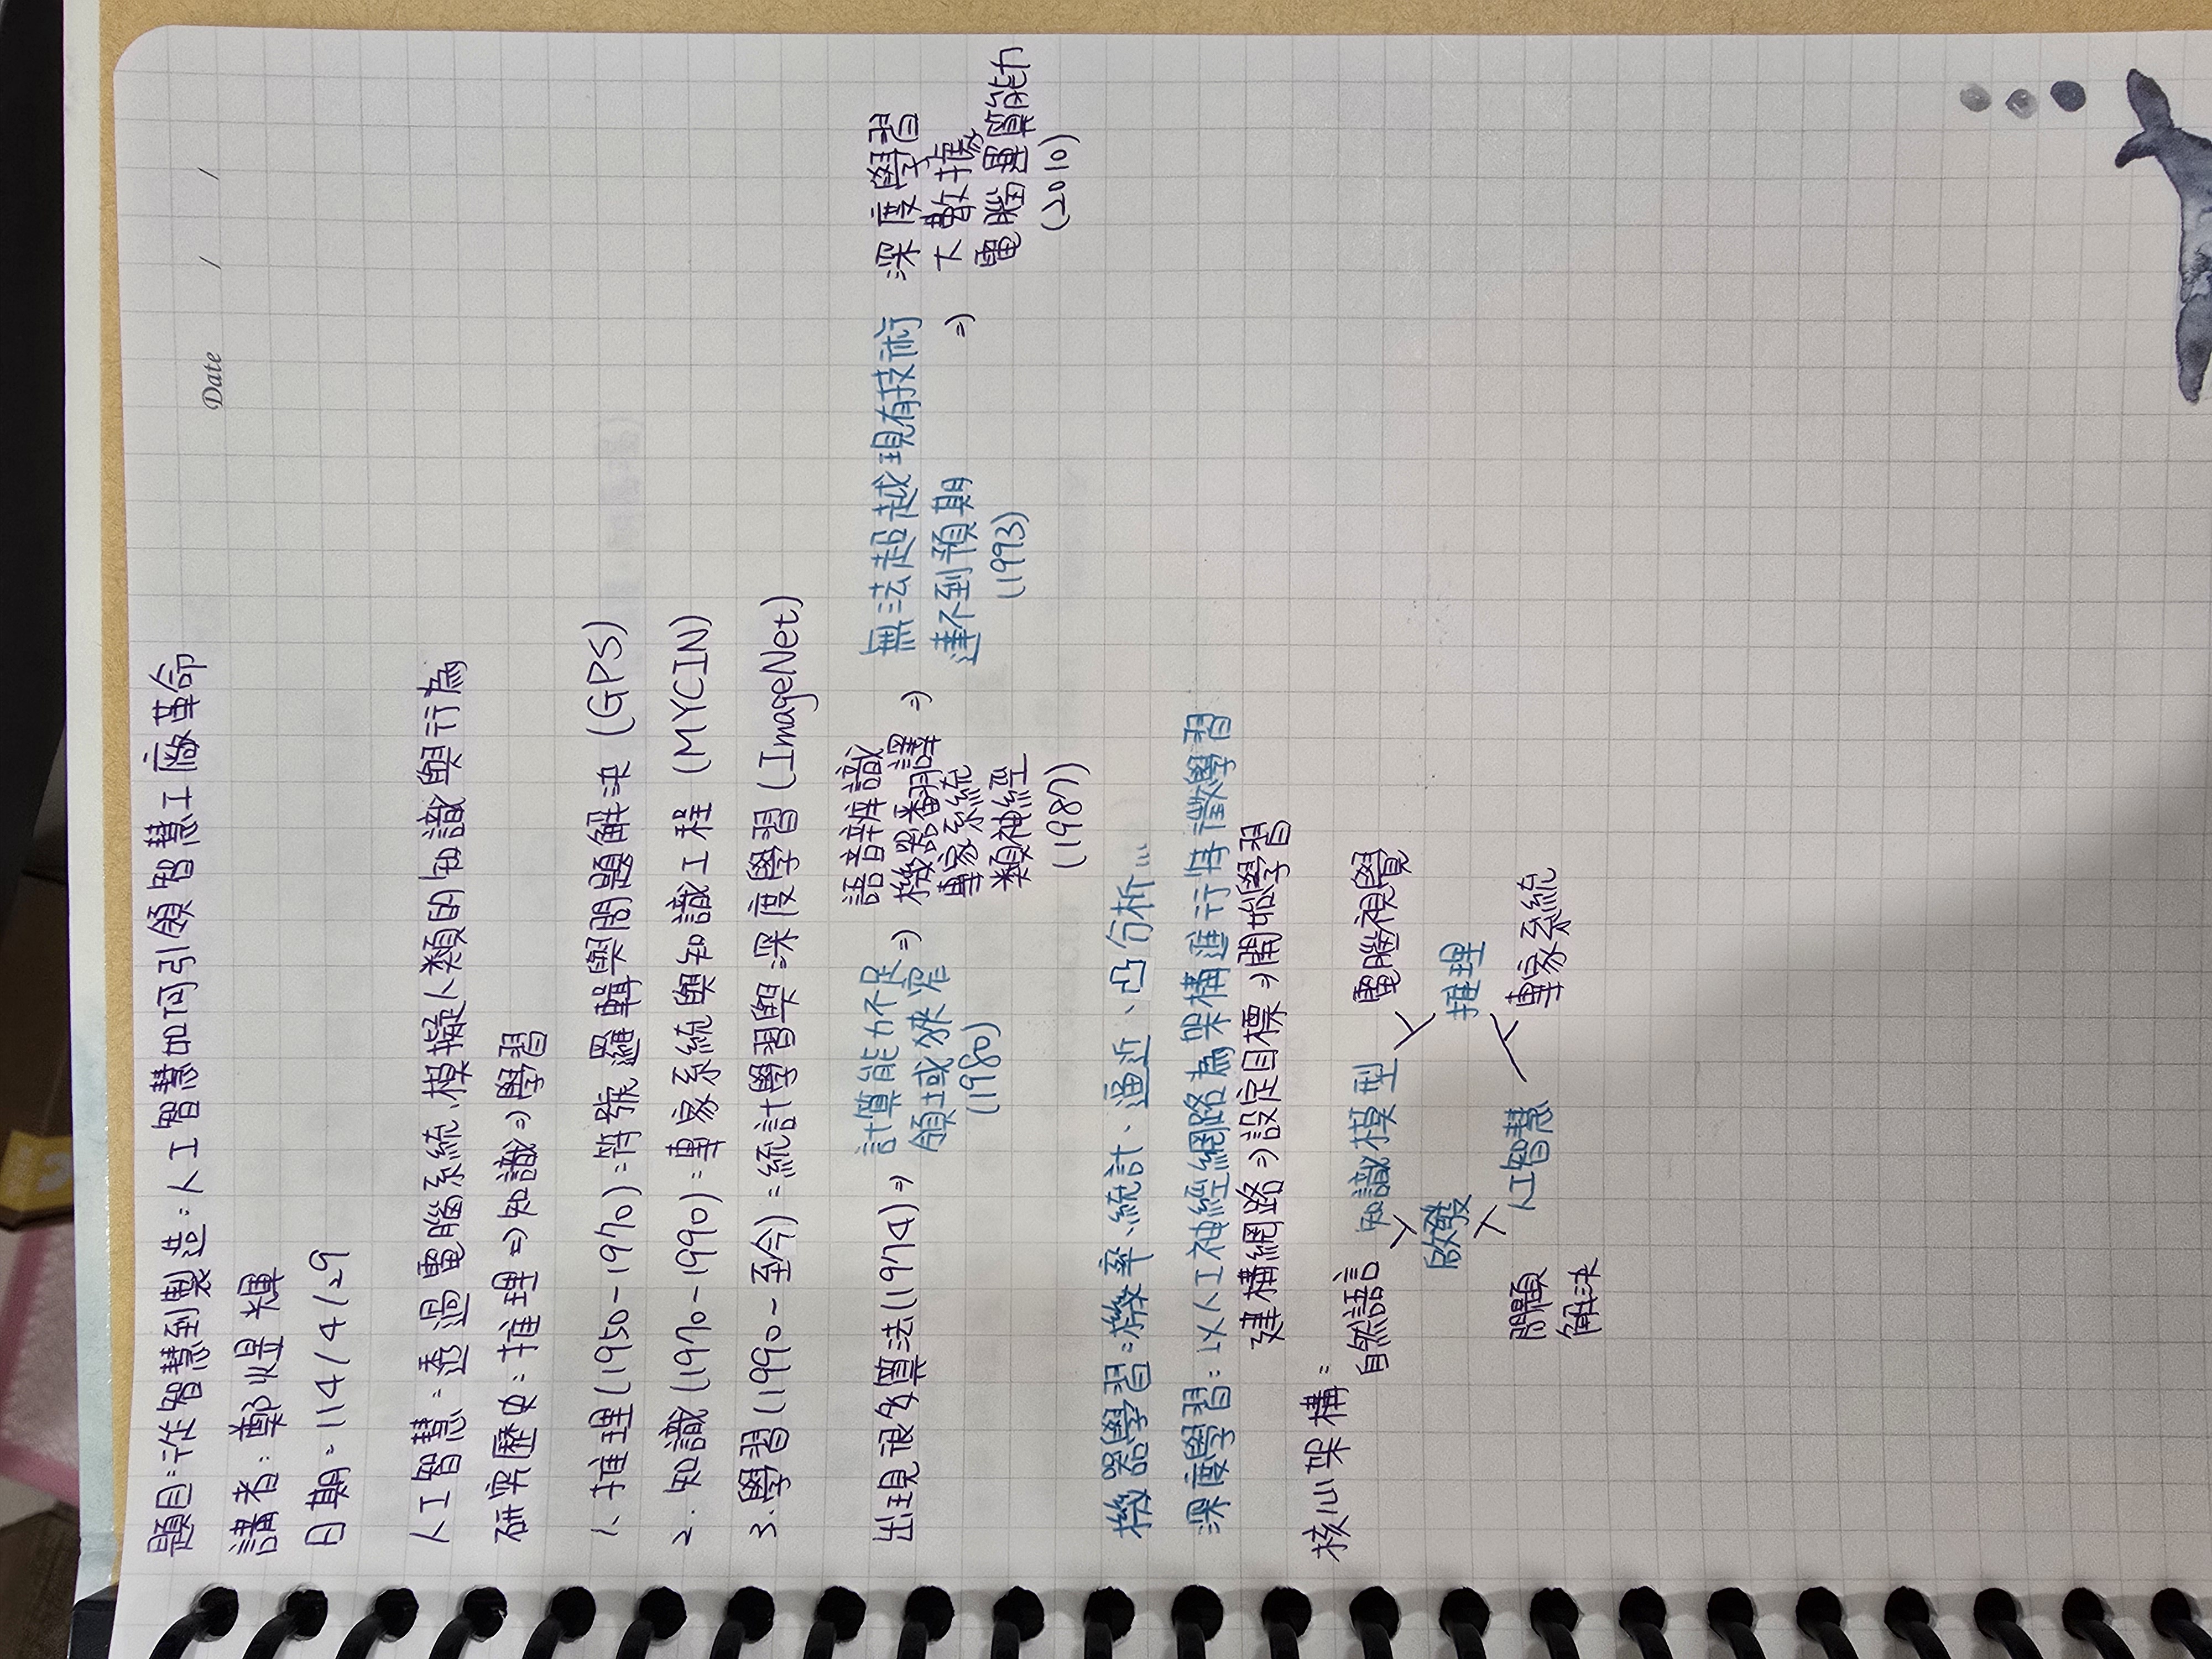 Date / /
題目：從智慧到製造：人工智慧如何引領智慧工廠革命
講者：鄭煜輝
日期：114/4/29
人工智慧：透過電腦系統、模擬人類的知識與行為
研究歷史：推理⇒知識⇒學習
1. 推理(1950-1970)：符號邏輯與問題解決(GPS)
2. 知識(1970-1990)：專家系統與知識工程(MYCIN)
3. 學習(1990-至今)：統計學習與深度學習(ImageNet)
出現很多算法(1974)⇒
計算能力不足
領域狹窄
(1980)
⇒
語音辨識
機器翻譯
專家系統
類神經
(1987)
⇒
無法超越現有技術
達不到預期
(1993)
⇒
深度學習
大數據
電腦運算能力
(2010)
機器學習：機率、統計、逼近、凸分析...
深度學習：以人工神經網路為架構進行特徵學習
建構網路⇒設定目標⇒開始學習
核心架構：
自然語言 知識模型 電腦視覺
啟發 推理
問題 人工智慧 專家系統
解決